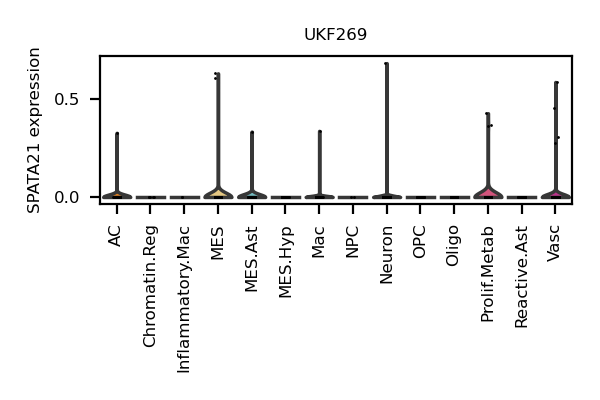 UKF269
SPATA21 expression
0.5
0.0
AC
Chromatin.Reg
Inflammatory.Mac
MES
MES.Ast
MES.Hyp
Mac
NPC
Neuron
OPC
Oligo
Prolif.Metab
Reactive.Ast
Vasc